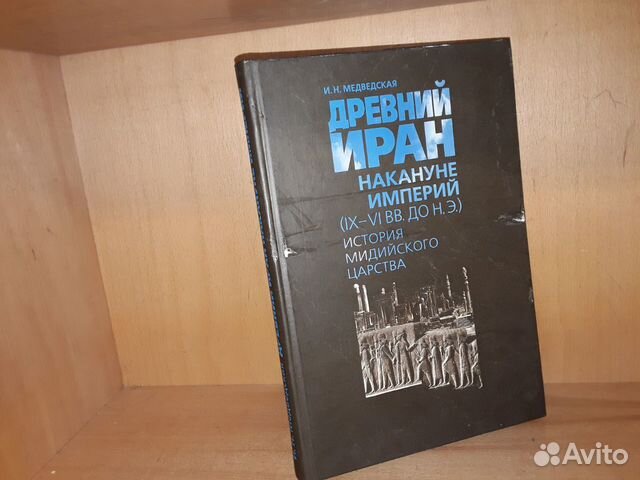 И. Н. МЕДВЕДСКАЯ
ДРЕВНИЙ
ИРАН
НАКАНУНЕ
ИМПЕРИЙ
(IX–VI ВВ. ДО Н. Э.)
ИСТОРИЯ
МИДИЙСКОГО
ЦАРСТВА
Avito